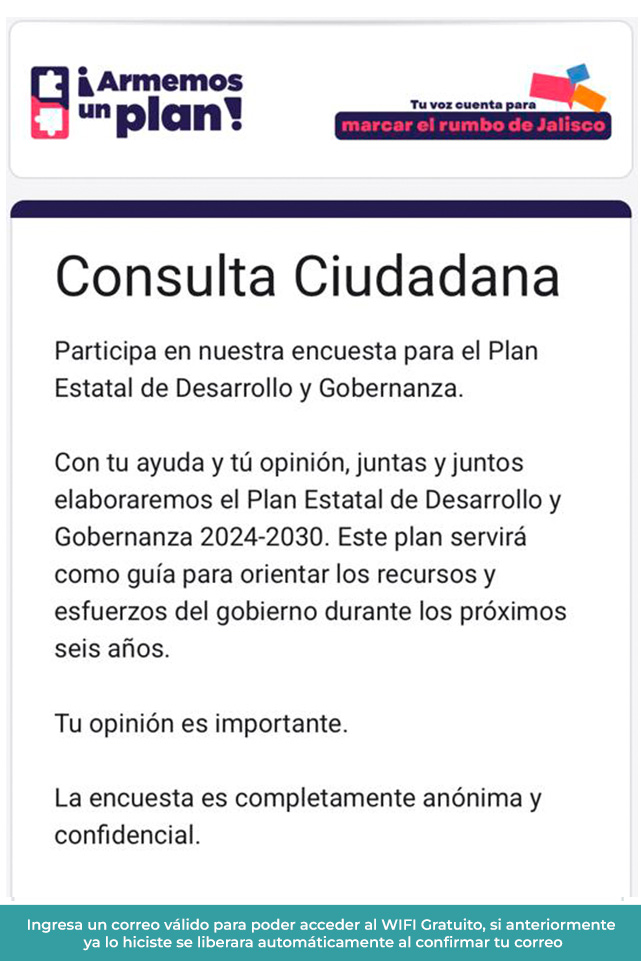 ¡Armemos
un plan!
Tu voz cuenta para
marcar el rumbo de Jalisco
Consulta Ciudadana
Participa en nuestra encuesta para el Plan
Estatal de Desarrollo y Gobernanza.
Con tu ayuda y tú opinión, juntas y juntos
elaboraremos el Plan Estatal de Desarrollo y
Gobernanza 2024-2030. Este plan servirá
como guía para orientar los recursos y
esfuerzos del gobierno durante los próximos
seis años.
Tu opinión es importante.
La encuesta es completamente anónima y
confidencial.
Ingresa un correo válido para poder acceder al WIFI Gratuito, si anteriormente
ya lo hiciste se liberara automáticamente al confirmar tu correo